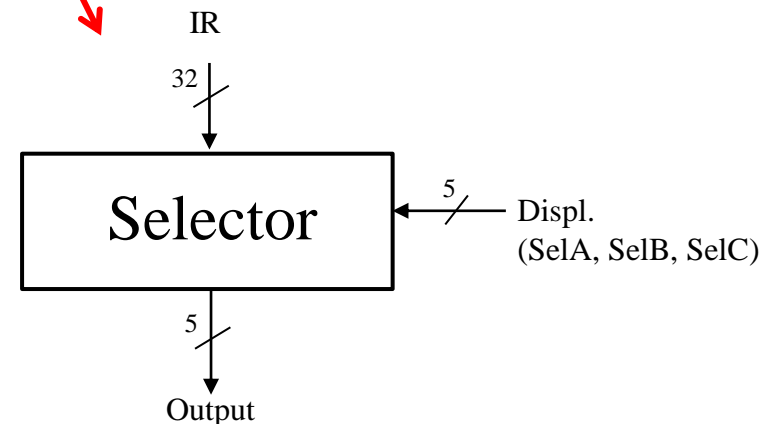 IR
32
Selector
5
Displ.
(SelA, SelB, SelC)
5
Output